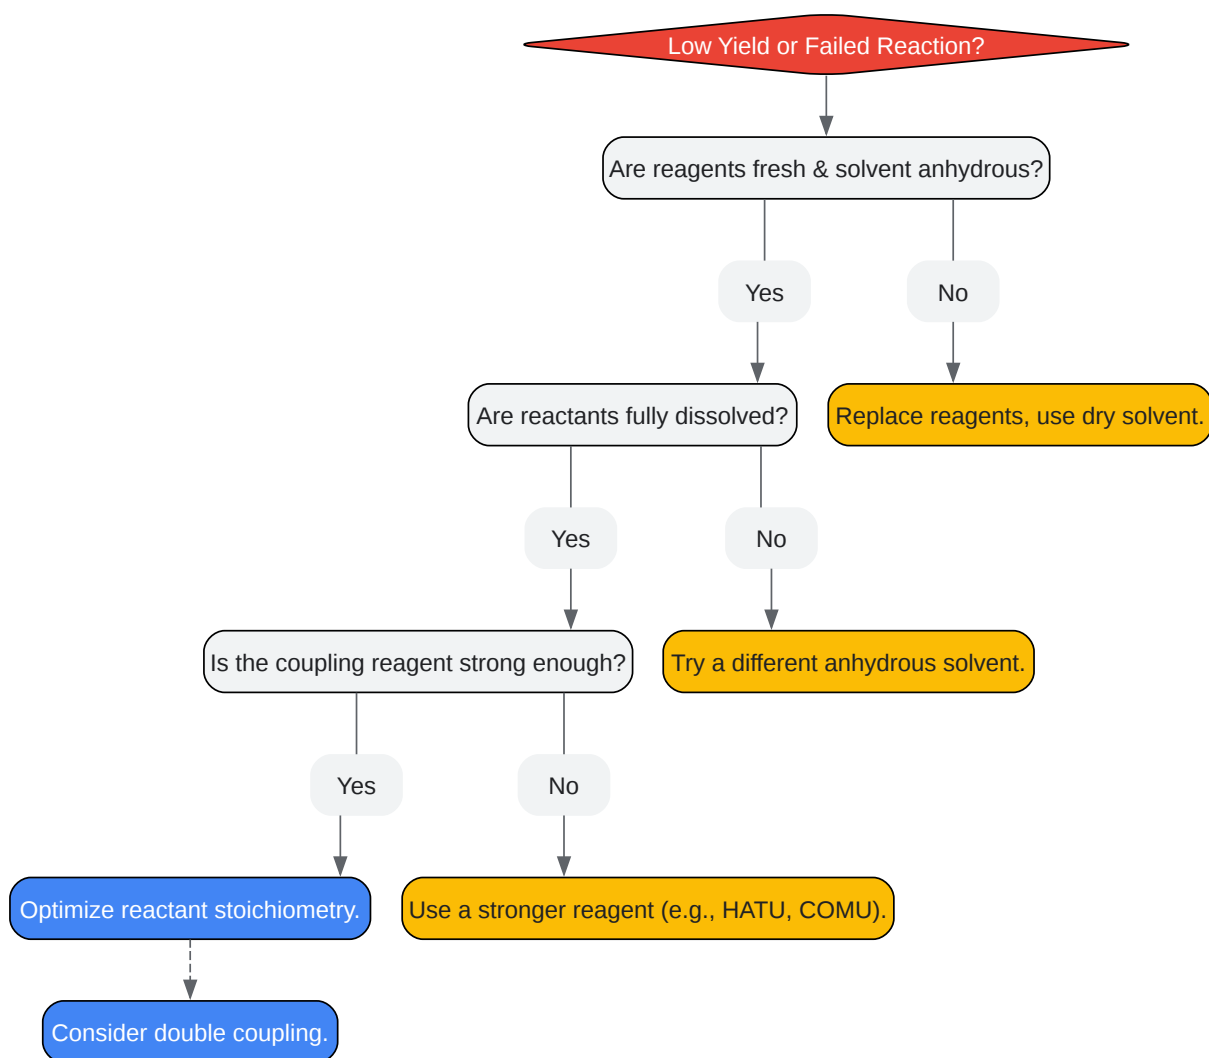 Low Yield or Failed Reaction?
Are reagents fresh & solvent anhydrous?
Yes
No
Are reactants fully dissolved?
Replace reagents, use dry solvent.
Yes
No
Is the coupling reagent strong enough?
Try a different anhydrous solvent.
Yes
No
Optimize reactant stoichiometry.
Use a stronger reagent (e.g., HATU, COMU).
Consider double coupling.